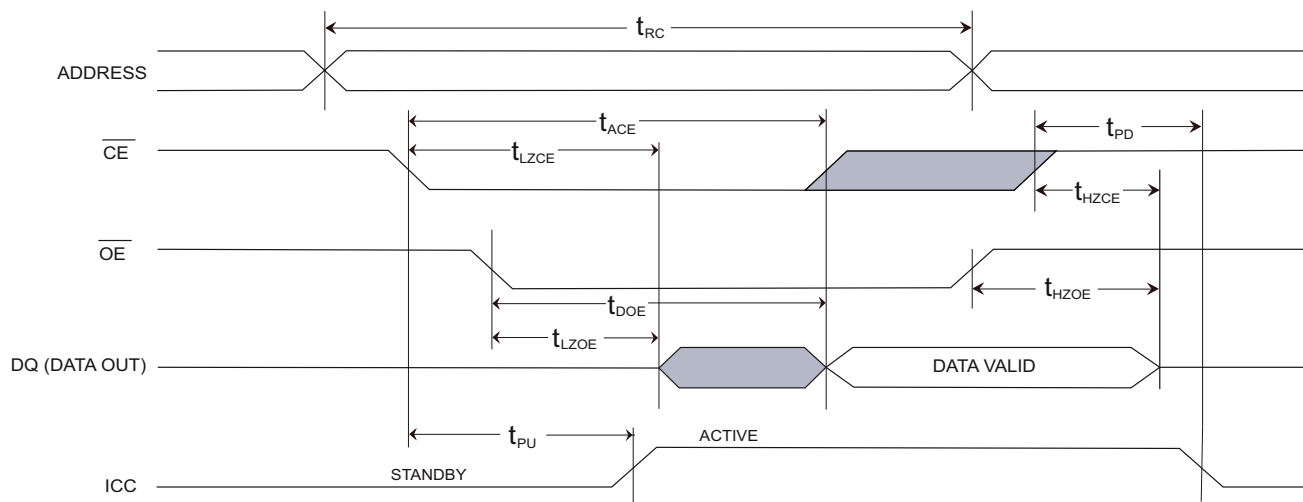 tRC
ADDRESS
tACE
tPD
CE
tLZCE
tHZCE
OE
tHZOE
tDOE
tLZOE
DQ (DATA OUT)
DATA VALID
tPU
ACTIVE
STANDBY
ICC